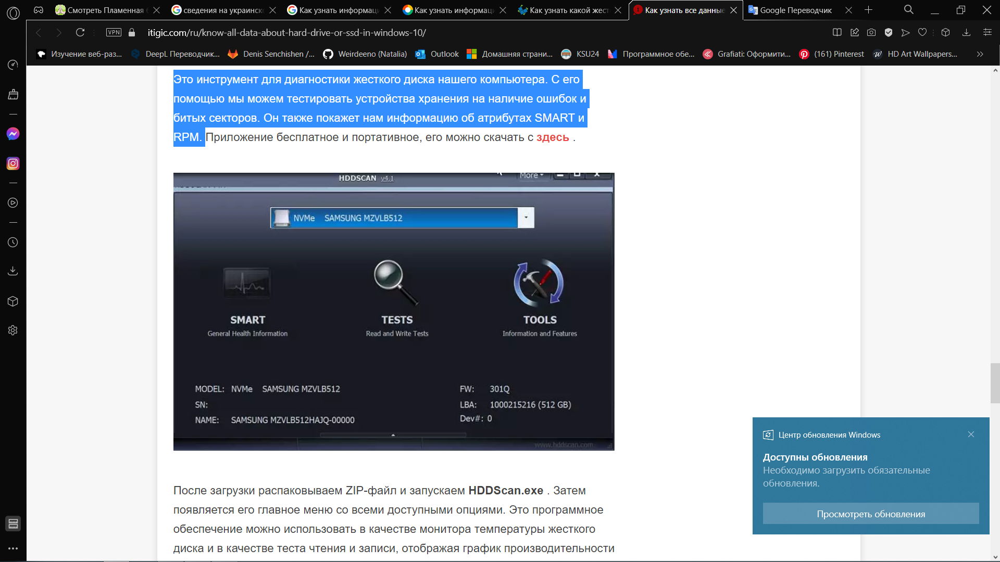 Смотреть Пламенная
сведения на украинск
Как узнать информац
Как узнать информац
Как узнать какой жест
Как узнать все данные
Google Переводчик
VPN
itigic.com/ru/know-all-data-about-hard-drive-or-ssd-in-windows-10/
Изучение веб-раз...
DeepL Переводчик...
Denis Senchishen /...
Weirdeeno (Natalia)
Outlook
Домашняя страни...
KSU24
Программное обе...
Grafiati: Оформити...
(161) Pinterest
HD Art Wallpapers...
Это инструмент для диагностики жесткого диска нашего компьютера. С его
помощью мы можем тестировать устройства хранения на наличие ошибок и
битых секторов. Он также покажет нам информацию об атрибутах SMART и
RPM. Приложение бесплатное и портативное, его можно скачать с здесь .
HDDSCAN v4.1
More
NVMe SAMSUNG MZVLB512
SMART
General Health Information
TESTS
Read and Write Tests
TOOLS
Information and Features
MODEL: NVMe SAMSUNG MZVLB512
SN:
NAME: SAMSUNG MZVLB512HAJQ-00000
FW: 301Q
LBA: 1000215216 (512 GB)
Dev#: 0
www.hddscan.com
После загрузки распаковываем ZIP-файл и запускаем HDDScan.exe . Затем
появляется его главное меню со всеми доступными опциями. Это программное
обеспечение можно использовать в качестве монитора температуры жесткого
диска и в качестве теста чтения и записи, отображая график производительности
Центр обновления Windows
Доступны обновления
Необходимо загрузить обязательные
обновления.
Просмотреть обновления